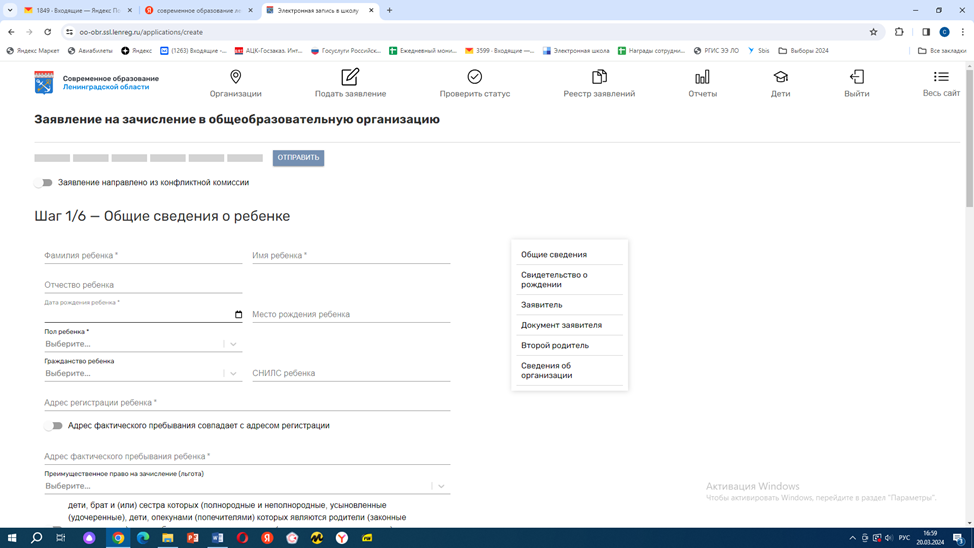 1849 · Входящие — Яндекс По
современное образование ле
Электронная запись в школу
oo-obr.ssl.lenreg.ru/applications/create
Яндекс Маркет
Авиабилеты
Яндекс
(1263) Входящие -...
АЦК-Госзаказ. Инт...
Госуслуги Российск...
Ежедневный мони...
3599 · Входящие —...
Электронная школа
Награды сотрудни...
РГИС ЭЭ ЛО
Sbis
Выборы 2024
Все закладки
Современное образование
Ленинградской области
Организации
Подать заявление
Проверить статус
Реестр заявлений
Отчеты
Дети
Выйти
Весь сайт
Заявление на зачисление в общеобразовательную организацию
ОТПРАВИТЬ
Заявление направлено из конфликтной комиссии
Шаг 1/6 — Общие сведения о ребенке
Фамилия ребенка *
Имя ребенка *
Отчество ребенка
Дата рождения ребенка *
Место рождения ребенка
Пол ребенка *
Выберите...
Гражданство ребенка
Выберите...
СНИЛС ребенка
Адрес регистрации ребенка *
Адрес фактического пребывания совпадает с адресом регистрации
Адрес фактического пребывания ребенка *
Преимущественное право на зачисление (льгота)
Выберите...
дети, брат и (или) сестра которых (полнородные и неполнородные, усыновленные
(удочеренные), дети, опекунами (попечителями) которых являются родители (законные
Общие сведения
Свидетельство о
рождении
Заявитель
Документ заявителя
Второй родитель
Сведения об
организации
Активация Windows
Чтобы активировать Windows, перейдите в раздел "Параметры".
РУС
16:59
20.03.2024